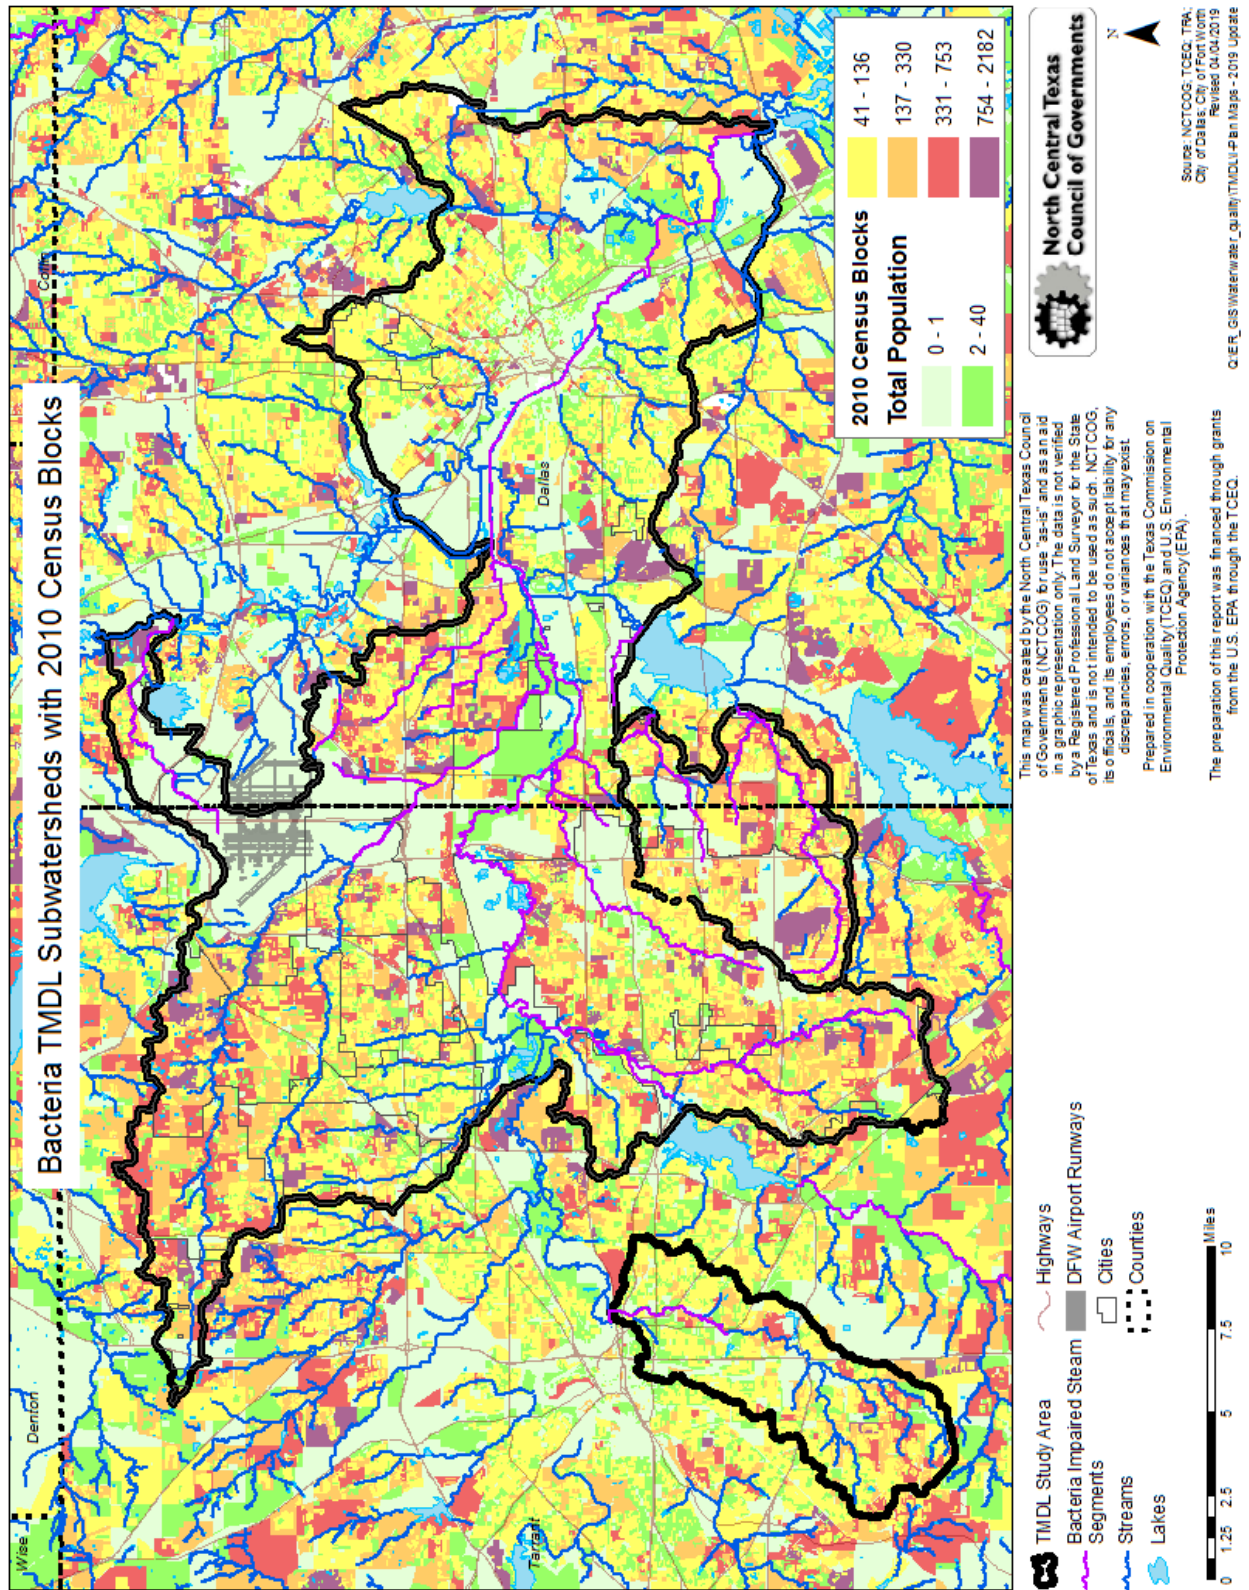 Bacteria TMDL Subwatersheds with 2010 Census Blocks
Wise
Denton
Collin
Tarrant
Dallas
2010 Census Blocks
Total Population
0 - 1
2 - 40
41 - 136
137 - 330
331 - 753
754 - 2182
TMDL Study Area
Bacteria Impaired Steam
Segments
Streams
Lakes
Highways
DFW Airport Runways
Cities
Counties
0 1.25 2.5 5 7.5 10
Miles
This map was created by the North Central Texas Council
of Governments (NCTCOG) for use "as-is" and as an aid
in a graphic representation only. The data is not verified
by a Registered Professional Land Surveyor for the State
of Texas and is not intended to be used as such. NCTCOG,
its officials, and its employees do not accept liability for any
discrepancies, errors, or variances that may exist.
Prepared in cooperation with the Texas Commission on
Environmental Quality (TCEQ) and U.S. Environmental
Protection Agency (EPA).
The preparation of this report was financed through grants
from the U.S. EPA through the TCEQ.
North Central Texas
Council of Governments
N
Source: NCTCOG; TCEQ; TRA;
City of Dallas; City of Fort Worth
Revised 04/04/2019
Q:\ER_GIS\Water\water_quality\TMDL\I-Plan Maps - 2019 Update